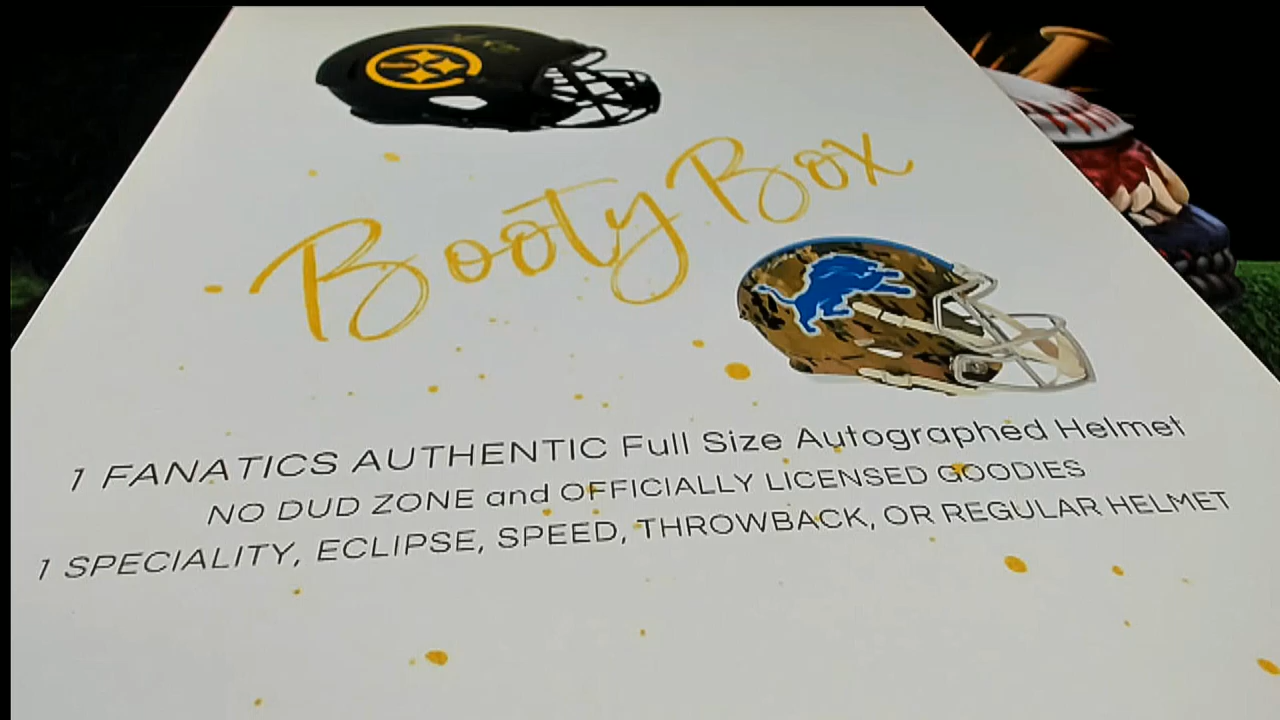 Booty Box
1 FANATICS AUTHENTIC Full Size Autographed Helmet
NO DUD ZONE and OFFICIALLY LICENSED GOODIES
1 SPECIALITY, ECLIPSE, SPEED, THROWBACK, OR REGULAR HELMET